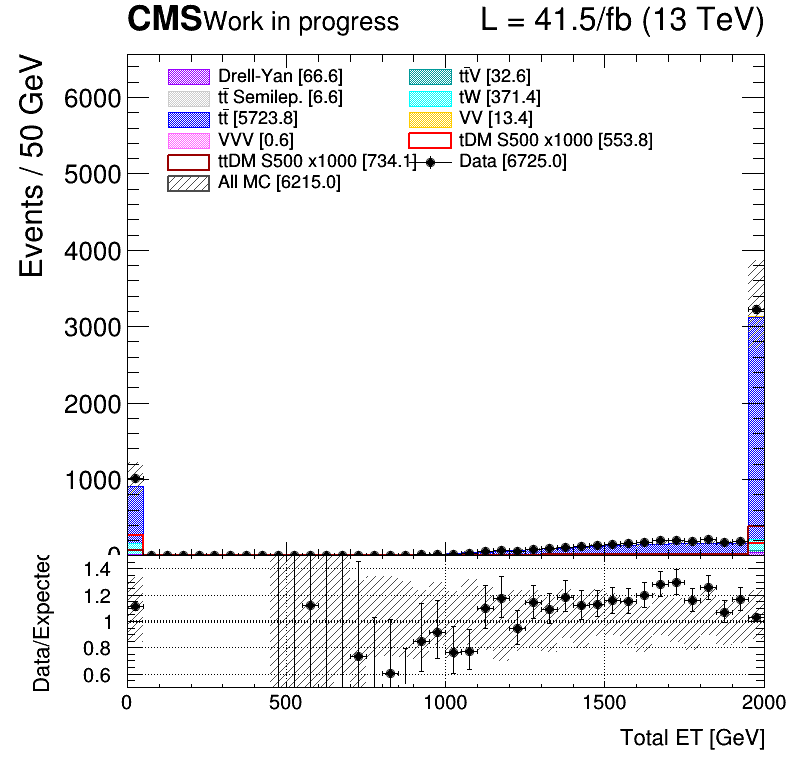 CMS Work in progress L = 41.5/fb (13 TeV)
Events / 50 GeV
6000
5000
4000
3000
2000
1000
0
Drell-Yan [66.6] tt̄V [32.6]
tt̄ Semilep. [6.6] tW [371.4]
tt̄ [5723.8] VV [13.4]
VVV [0.6] tDM S500 x1000 [553.8]
ttDM S500 x1000 [734.1] Data [6725.0]
All MC [6215.0]
Data/Expected
1.4
1.2
1
0.8
0.6
0 500 1000 1500 2000
Total ET [GeV]